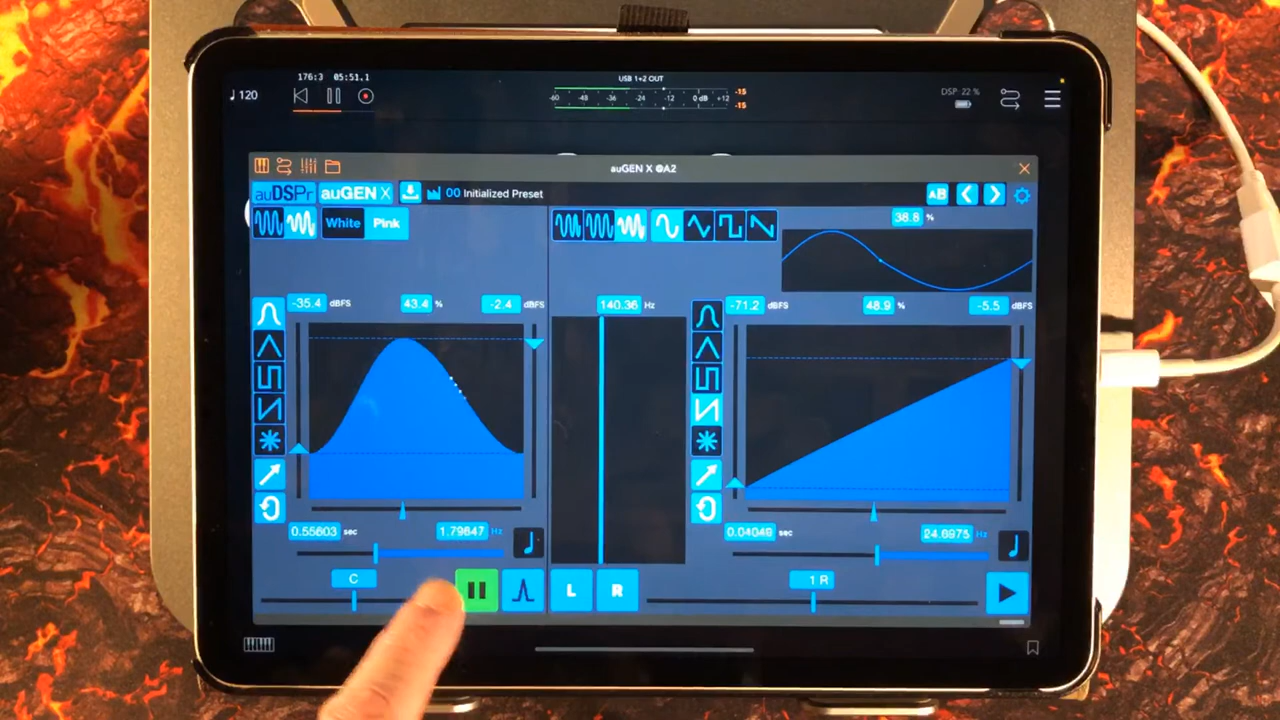 176:3 05:51.1
USB 1+2 OUT
♩ 120
-60 -48 -36 -24 -12 0 dB +12
-15
-15
DSP: 22 %
auGEN X @A2
auDSPr auGEN X 00 Initialized Preset AB
White Pink
38.8 %
-35.4 dBFS 43.4 % -2.4 dBFS
140.36 Hz
-71.2 dBFS 48.9 % -5.5 dBFS
0.55603 sec 1.79847 Hz
0.04049 sec 24.6975 Hz
C
L R
1 R